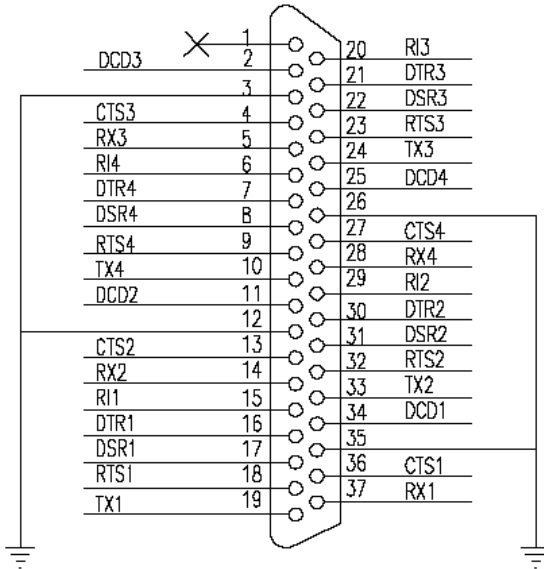 1
DCD3 2
3
CTS3 4
RX3 5
RI4 6
DTR4 7
DSR4 8
RTS4 9
TX4 10
DCD2 11
12
CTS2 13
RX2 14
RI1 15
DTR1 16
DSR1 17
RTS1 18
TX1 19
20 RI3
21 DTR3
22 DSR3
23 RTS3
24 TX3
25 DCD4
26
27 CTS4
28 RX4
29 RI2
30 DTR2
31 DSR2
32 RTS2
33 TX2
34 DCD1
35
36 CTS1
37 RX1